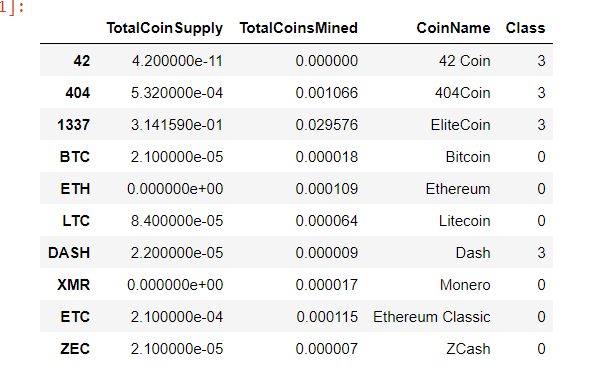 1]:
TotalCoinSupply TotalCoinsMined CoinName Class
42 4.200000e-11 0.000000 42 Coin 3
404 5.320000e-04 0.001066 404Coin 3
1337 3.141590e-01 0.029576 EliteCoin 3
BTC 2.100000e-05 0.000018 Bitcoin 0
ETH 0.000000e+00 0.000109 Ethereum 0
LTC 8.400000e-05 0.000064 Litecoin 0
DASH 2.200000e-05 0.000009 Dash 3
XMR 0.000000e+00 0.000017 Monero 0
ETC 2.100000e-04 0.000115 Ethereum Classic 0
ZEC 2.100000e-05 0.000007 ZCash 0